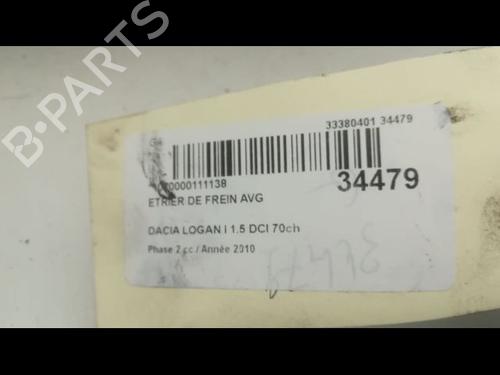 B-PARTS
33380401 34479
34479
ETRIER DE FREIN AVG
DACIA LOGAN I 1.5 DCI 70ch
Phase 2 cc / Année 2010
34479